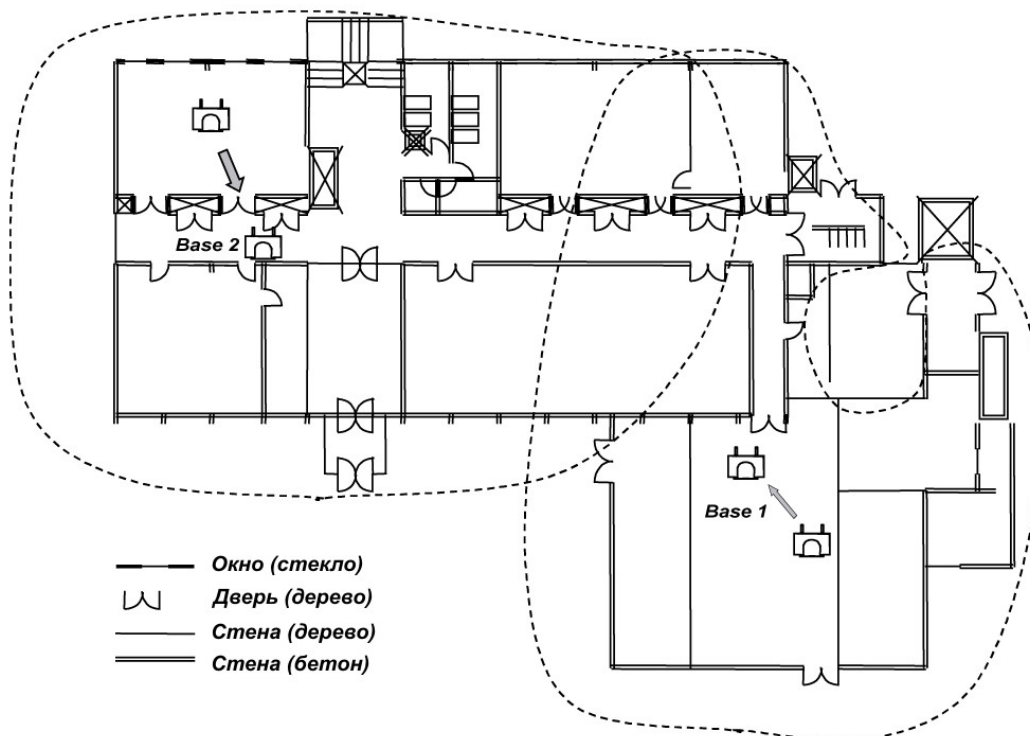 Base 2
Base 1
Окно (стекло)
Дверь (дерево)
Стена (дерево)
Стена (бетон)